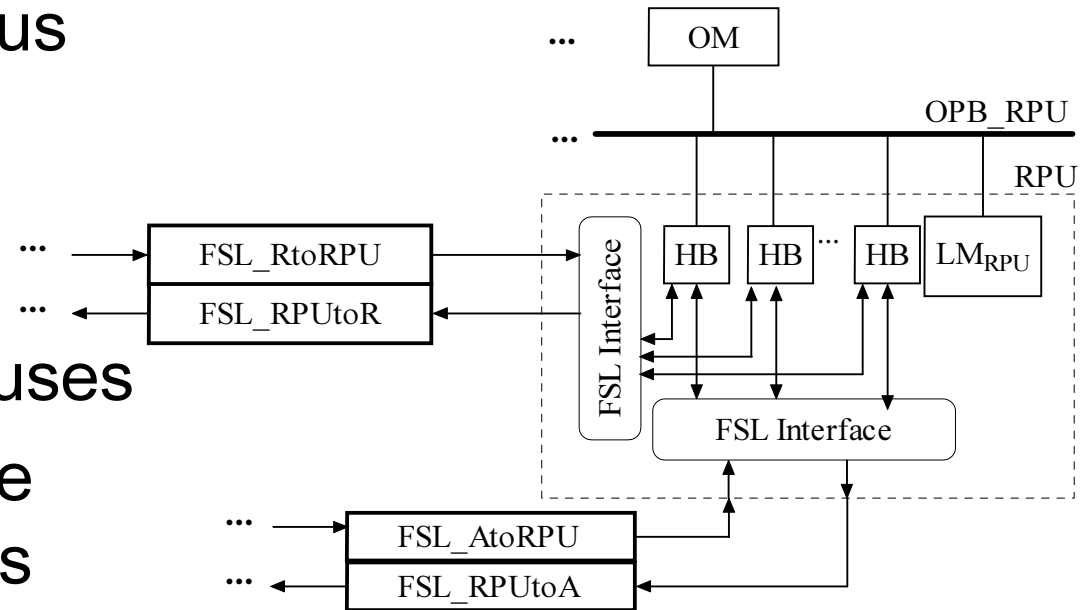 us
... OM
OPB_RPU
...
RPU
... FSL_RtoRPU
FSL Interface
HB HB ... HB LMRPU
... FSL_RPUtoR
uses
FSL Interface
e
... FSL_AtoRPU
s
... FSL_RPUtoA